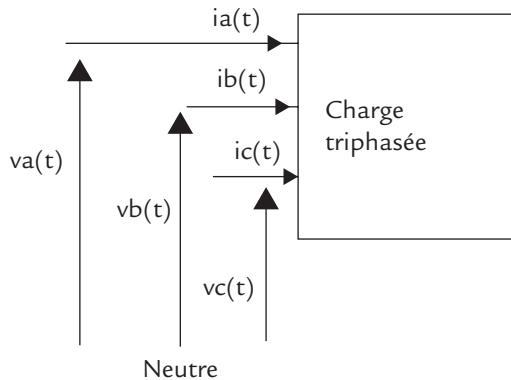 ia(t)
ib(t)
Charge
triphasée
ic(t)
va(t)
vb(t)
vc(t)
Neutre